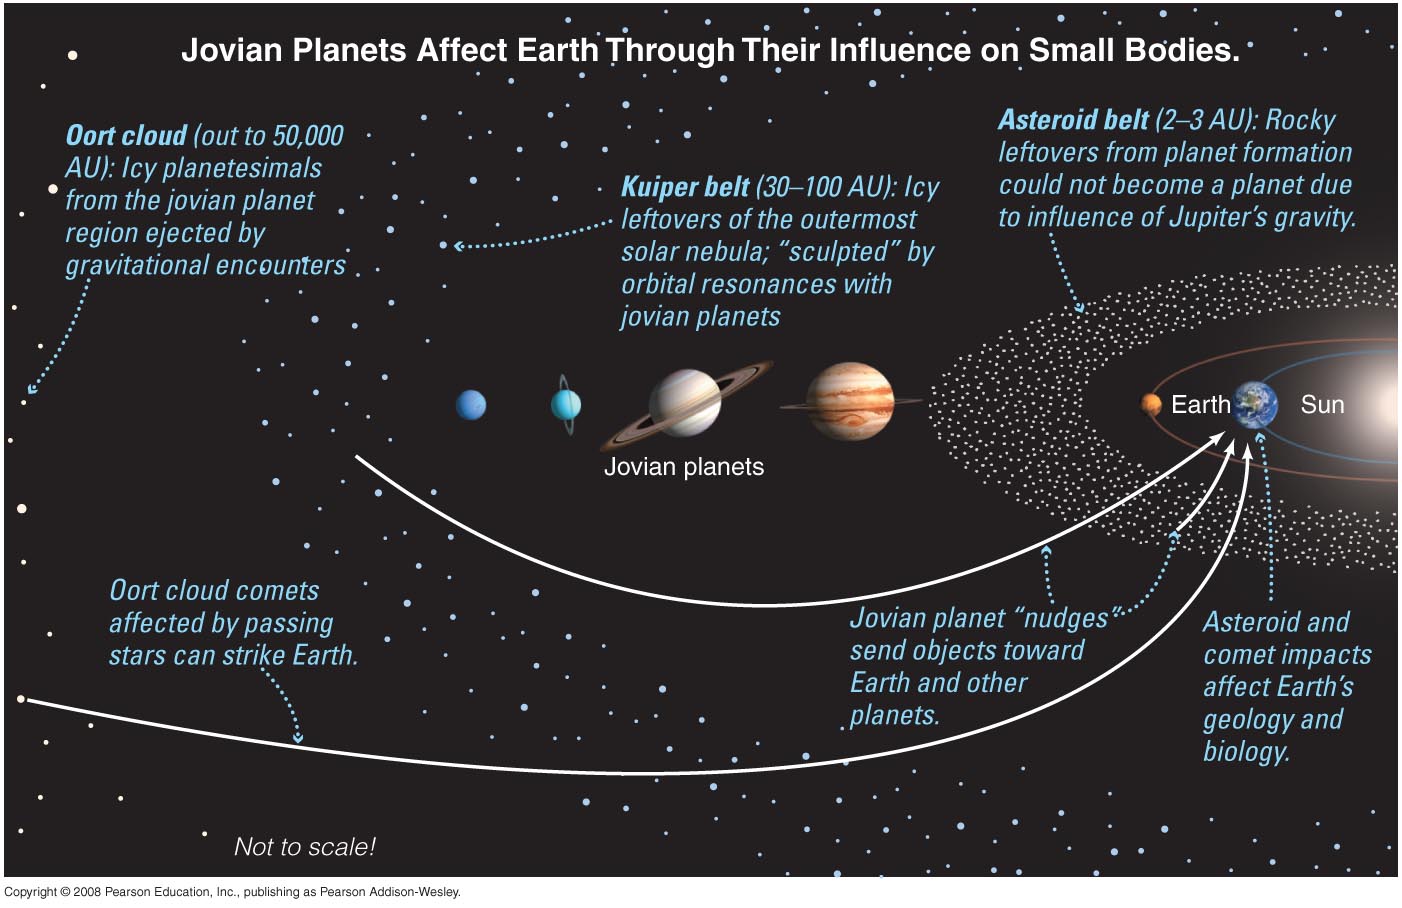 Jovian Planets Affect Earth Through Their Influence on Small Bodies.
Oort cloud (out to 50,000
AU): Icy planetesimals
from the jovian planet
region ejected by
gravitational encounters
Kuiper belt (30–100 AU): Icy
leftovers of the outermost
solar nebula; “sculpted” by
orbital resonances with
jovian planets
Asteroid belt (2–3 AU): Rocky
leftovers from planet formation
could not become a planet due
to influence of Jupiter’s gravity.
Jovian planets
Earth
Sun
Oort cloud comets
affected by passing
stars can strike Earth.
Jovian planet “nudges”
send objects toward
Earth and other
planets.
Asteroid and
comet impacts
affect Earth’s
geology and
biology.
Not to scale!
Copyright © 2008 Pearson Education, Inc., publishing as Pearson Addison-Wesley.